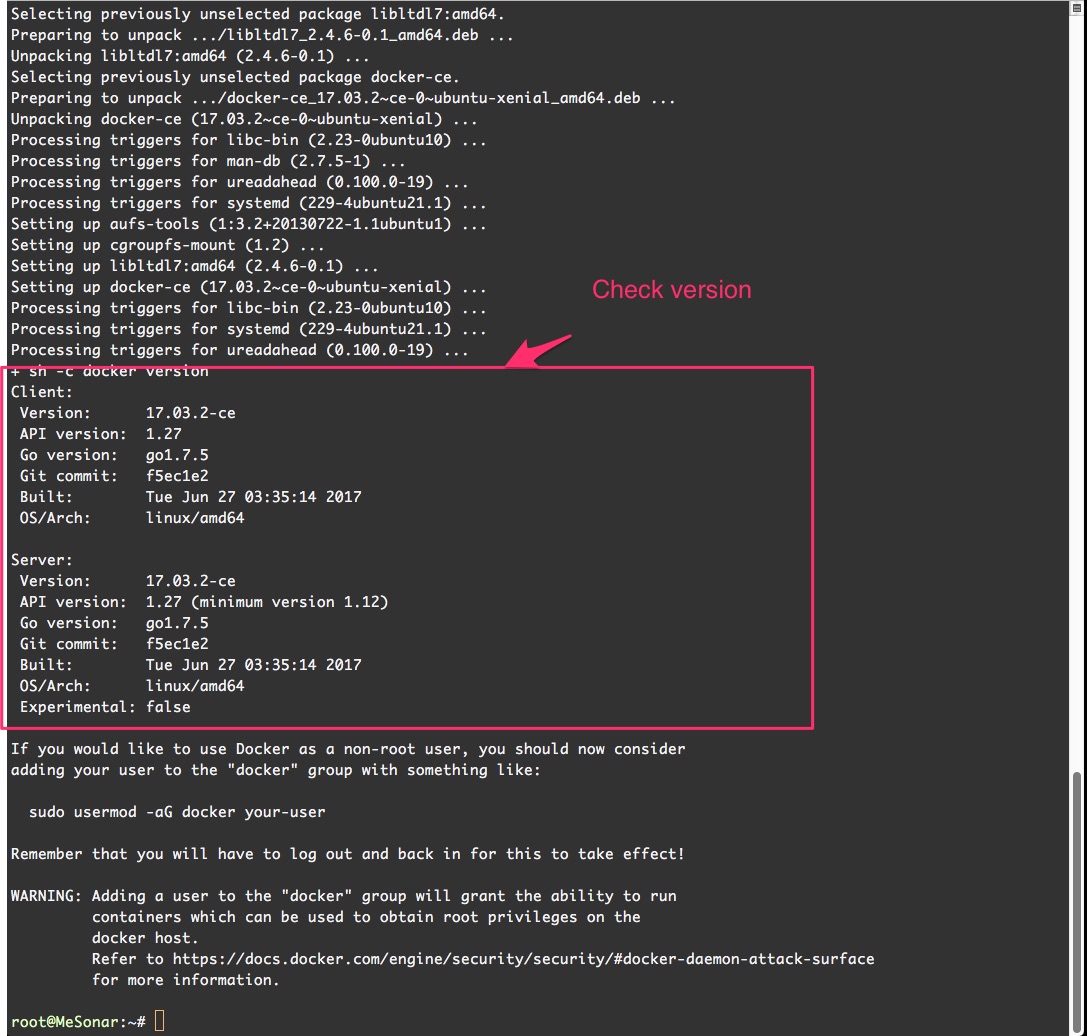 Selecting previously unselected package libltdl7:amd64.
Preparing to unpack .../libltdl7_2.4.6-0.1_amd64.deb ...
Unpacking libltdl7:amd64 (2.4.6-0.1) ...
Selecting previously unselected package docker-ce.
Preparing to unpack .../docker-ce_17.03.2~ce-0~ubuntu-xenial_amd64.deb ...
Unpacking docker-ce (17.03.2~ce-0~ubuntu-xenial) ...
Processing triggers for libc-bin (2.23-0ubuntu10) ...
Processing triggers for man-db (2.7.5-1) ...
Processing triggers for ureadahead (0.100.0-19) ...
Processing triggers for systemd (229-4ubuntu21.1) ...
Setting up aufs-tools (1:3.2+20130722-1.1ubuntu1) ...
Setting up cgroupfs-mount (1.2) ...
Setting up libltdl7:amd64 (2.4.6-0.1) ...
Setting up docker-ce (17.03.2~ce-0~ubuntu-xenial) ...
Check version
Processing triggers for libc-bin (2.23-0ubuntu10) ...
Processing triggers for systemd (229-4ubuntu21.1) ...
Processing triggers for ureadahead (0.100.0-19) ...
+ sh -c docker version
Client:
 Version:      17.03.2-ce
 API version:  1.27
 Go version:   go1.7.5
 Git commit:   f5ec1e2
 Built:        Tue Jun 27 03:35:14 2017
 OS/Arch:      linux/amd64

Server:
 Version:      17.03.2-ce
 API version:  1.27 (minimum version 1.12)
 Go version:   go1.7.5
 Git commit:   f5ec1e2
 Built:        Tue Jun 27 03:35:14 2017
 OS/Arch:      linux/amd64
 Experimental: false

If you would like to use Docker as a non-root user, you should now consider
adding your user to the "docker" group with something like:

  sudo usermod -aG docker your-user

Remember that you will have to log out and back in for this to take effect!

WARNING: Adding a user to the "docker" group will grant the ability to run
         containers which can be used to obtain root privileges on the
         docker host.
         Refer to https://docs.docker.com/engine/security/security/#docker-daemon-attack-surface
         for more information.

root@MeSonar:~#